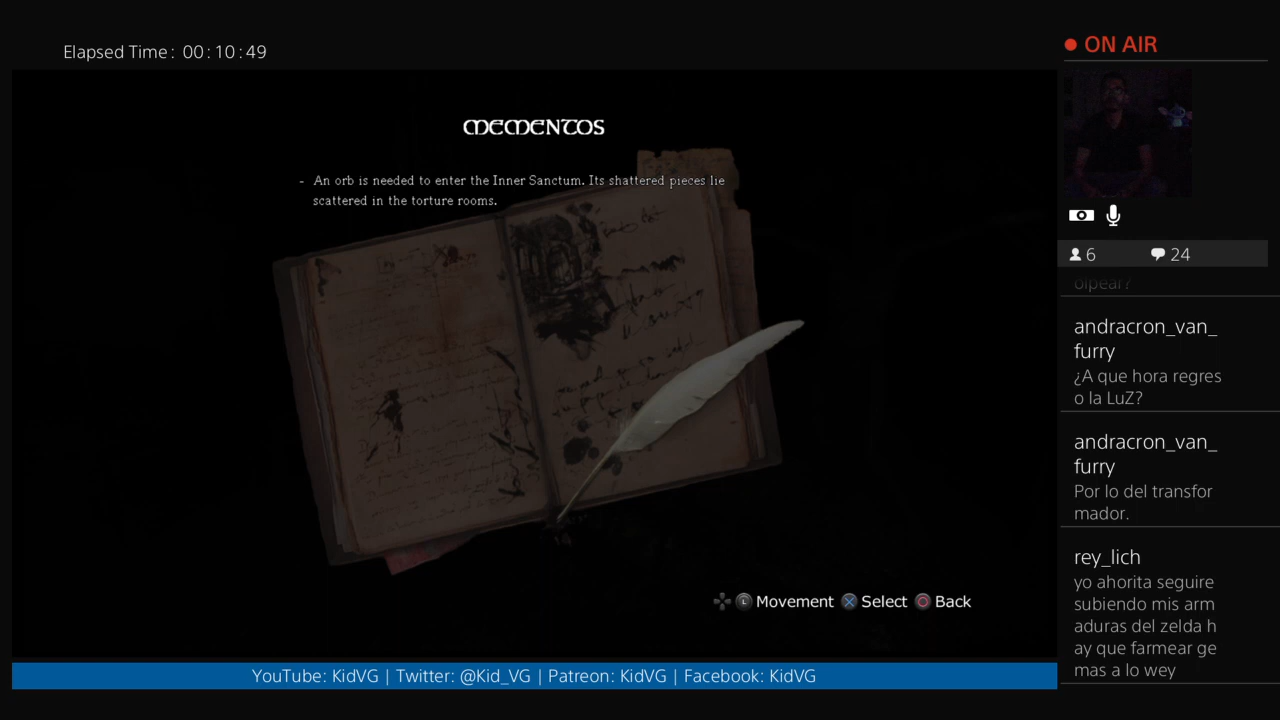 Elapsed Time: 00:10:49
ON AIR
MEMENTOS
- An orb is needed to enter the Inner Sanctum. Its shattered pieces lie
scattered in the torture rooms.
6 24
olpear?
andracron_van_
furry
¿A que hora regres
o la LuZ?
andracron_van_
furry
Por lo del transfor
mador.
rey_lich
yo ahorita seguire
subiendo mis arm
aduras del zelda h
ay que farmear ge
mas a lo wey
L Movement Select Back
YouTube: KidVG | Twitter: @Kid_VG | Patreon: KidVG | Facebook: KidVG